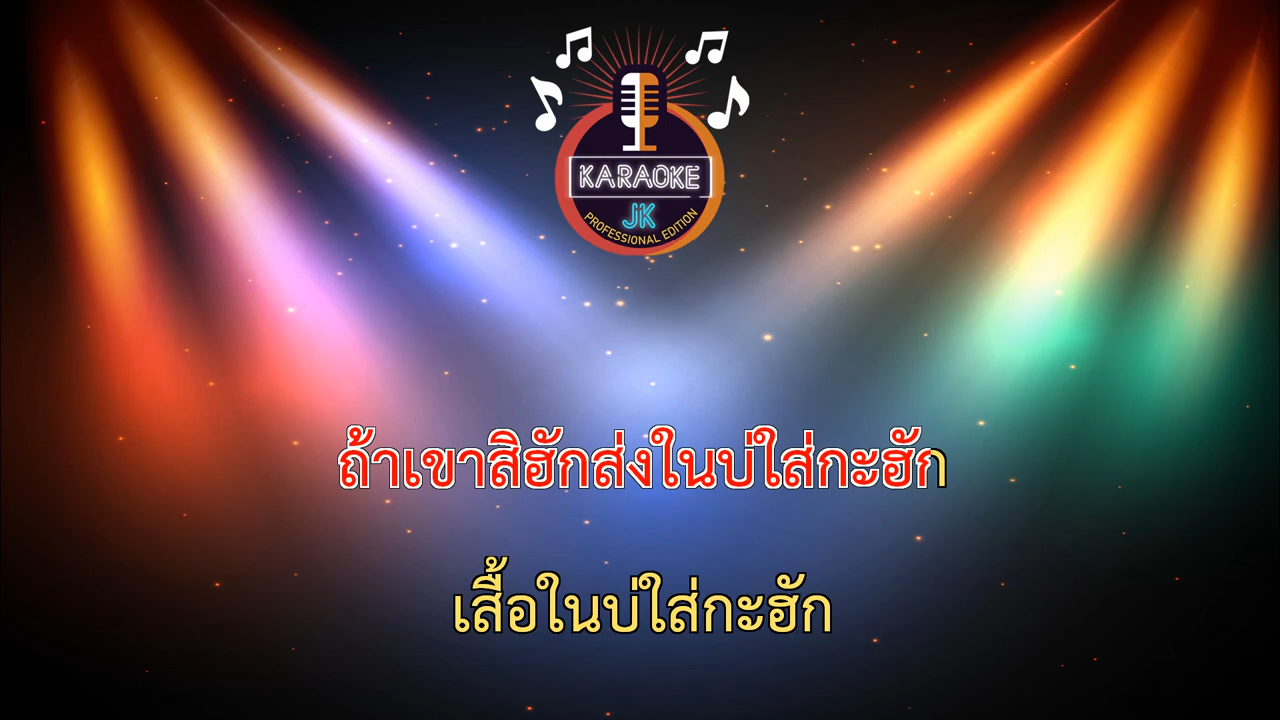 KARAOKE
JK
PROFESSIONAL EDITION
ถ้าเขาสิฮักส่งในบ่ใส่กะฮัก
เสื้อในบ่ใส่กะฮัก